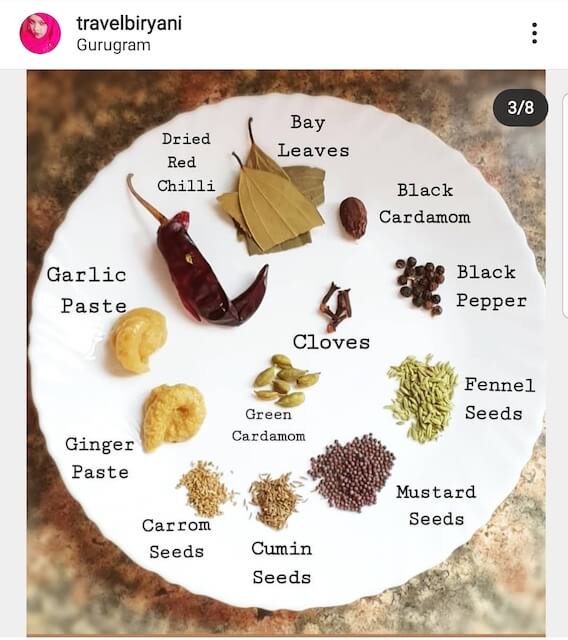 travelbiryani
Gurugram
3/8
Dried
Red
Chilli
Bay
Leaves
Black
Cardamom
Garlic
Paste
Black
Pepper
Cloves
Green
Cardamom
Fennel
Seeds
Ginger
Paste
Mustard
Seeds
Carrom
Seeds
Cumin
Seeds